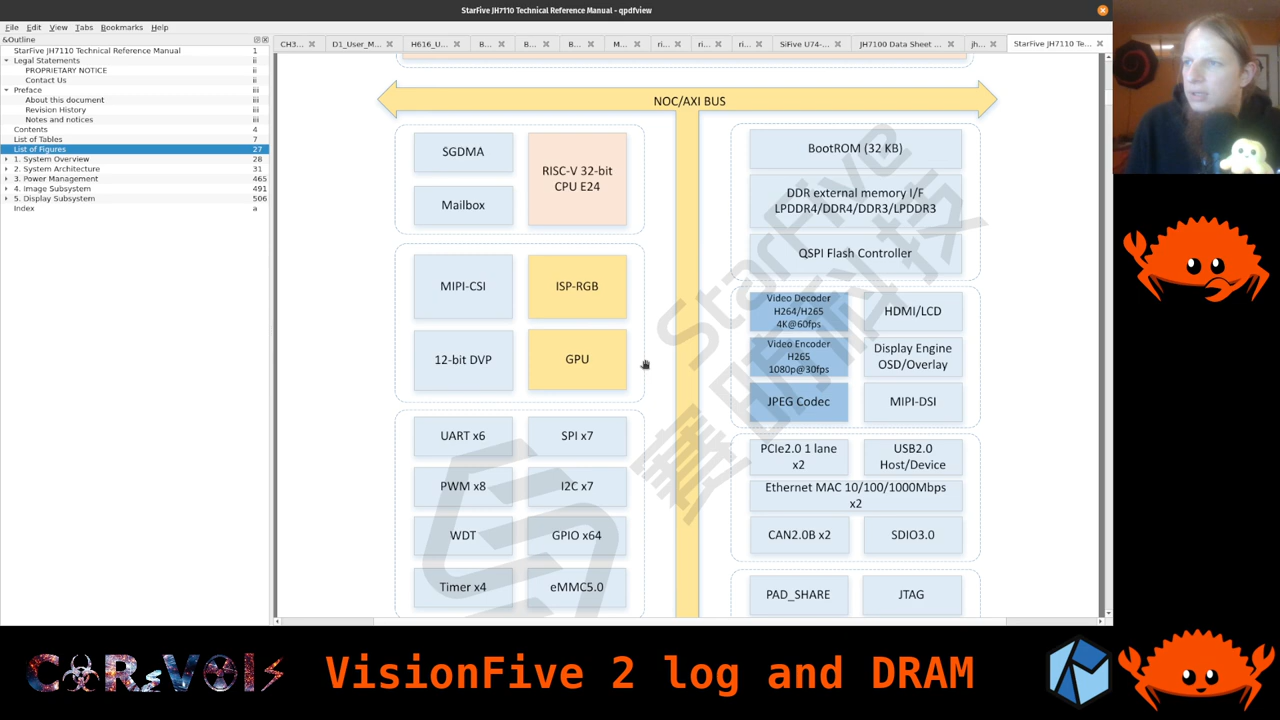 StarFive JH7110 Technical Reference Manual - qpdfview
File Edit View Tabs Bookmarks Help
&Outline
StarFive JH7110 Technical Reference Manual 1
Legal Statements ii
PROPRIETARY NOTICE ii
Contact Us ii
Preface iii
About this document iii
Revision History iii
Notes and notices iii
Contents 4
List of Tables 7
List of Figures 27
1. System Overview 28
2. System Architecture 31
3. Power Management 465
4. Image Subsystem 491
5. Display Subsystem 506
Index a
CH3... D1_User_M... H616_U... B... B... B... M... ri... ri... ri... SiFive U74-... JH7100 Data Sheet ... jh... StarFive JH7110 Te...
NOC/AXI BUS
SGDMA
Mailbox
RISC-V 32-bit
CPU E24
MIPI-CSI
ISP-RGB
12-bit DVP
GPU
UART x6
SPI x7
PWM x8
I2C x7
WDT
GPIO x64
Timer x4
eMMC5.0
BootROM (32 KB)
DDR external memory I/F
LPDDR4/DDR4/DDR3/LPDDR3
QSPI Flash Controller
Video Decoder
H264/H265
4K@60fps
HDMI/LCD
Video Encoder
H265
1080p@30fps
Display Engine
OSD/Overlay
JPEG Codec
MIPI-DSI
PCIe2.0 1 lane
x2
USB2.0
Host/Device
Ethernet MAC 10/100/1000Mbps
x2
CAN2.0B x2
SDIO3.0
PAD_SHARE
JTAG
StarFive
赛昉科技
VisionFive 2 log and DRAM